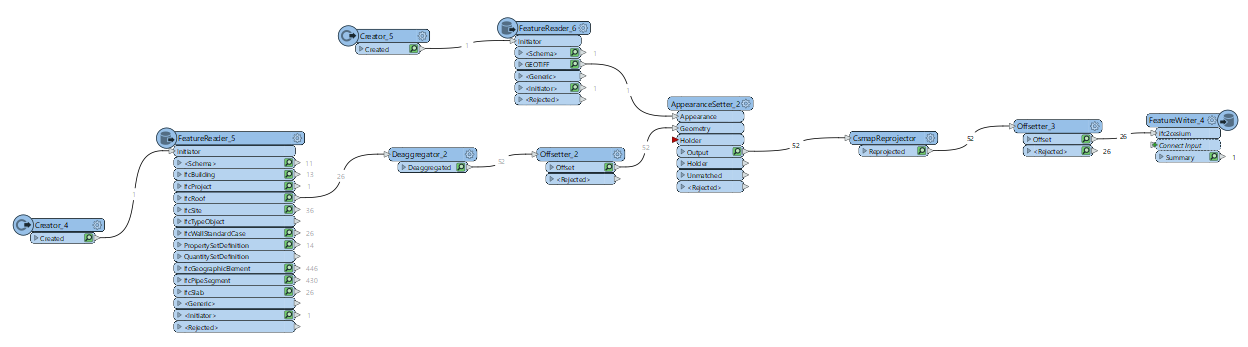 Creator_5
Created
1
FeatureReader_6
Initiator
<Schema>
1
GEOTIFF
<Generic>
<Initiator>
1
<Rejected>
1
AppearanceSetter_2
Appearance
Geometry
Holder
Output
Holder
Unmatched
<Rejected>
52
CsmapReprojector
Reprojected
52
Offsetter_3
Offset
26
<Rejected>
26
FeatureWriter_4
ifc2cesium
Connect Input
Summary
1
FeatureReader_5
Initiator
<Schema>
11
IfcBuilding
13
IfcProject
1
IfcRoof
26
IfcSite
36
IfcTypeObject
IfcWallStandardCase
26
PropertySetDefinition
14
QuantitySetDefinition
IfcGeographicElement
446
IfcPipeSegment
430
IfcSlab
26
<Generic>
<Initiator>
1
<Rejected>
Deaggregator_2
Deaggregated
52
Offsetter_2
Offset
52
<Rejected>
Creator_4
Created
1